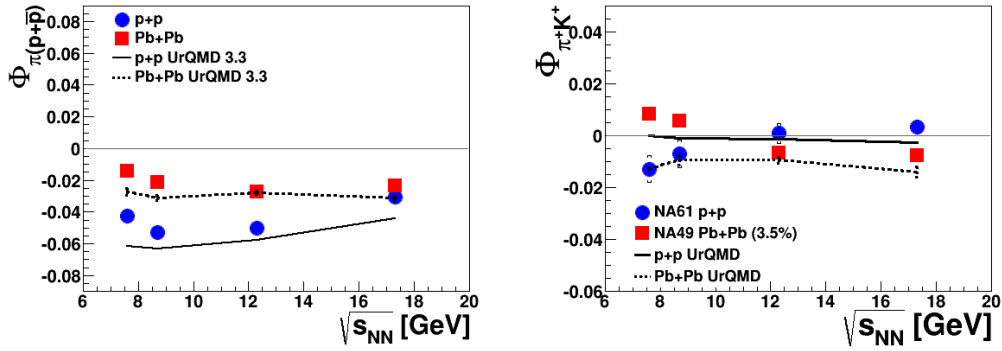 Φπ(p+p̅)
0.08
0.06
0.04
0.02
0
-0.02
-0.04
-0.06
-0.08
p+p
Pb+Pb
p+p UrQMD 3.3
Pb+Pb UrQMD 3.3
6 8 10 12 14 16 18 20
√sNN [GeV]
Φπ+K+
0.04
0.02
0
-0.02
-0.04
-0.06
NA61 p+p
NA49 Pb+Pb (3.5%)
p+p UrQMD
Pb+Pb UrQMD
6 8 10 12 14 16 18 20
√sNN [GeV]